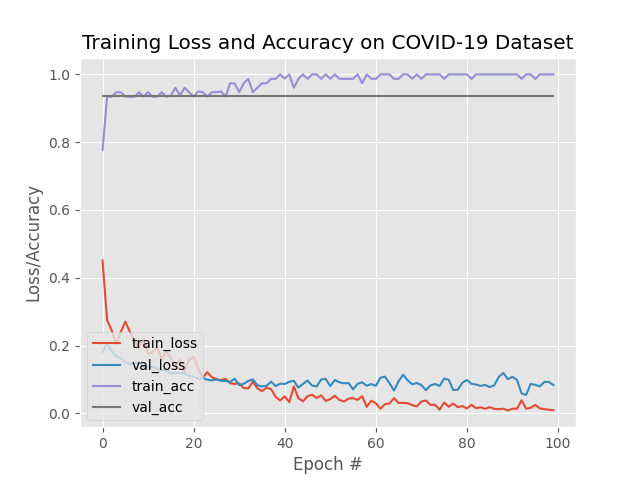 Training Loss and Accuracy on COVID-19 Dataset
1.0
0.8
0.6
0.4
0.2
0.0
Loss/Accuracy
train_loss
val_loss
train_acc
val_acc
0 20 40 60 80 100
Epoch #